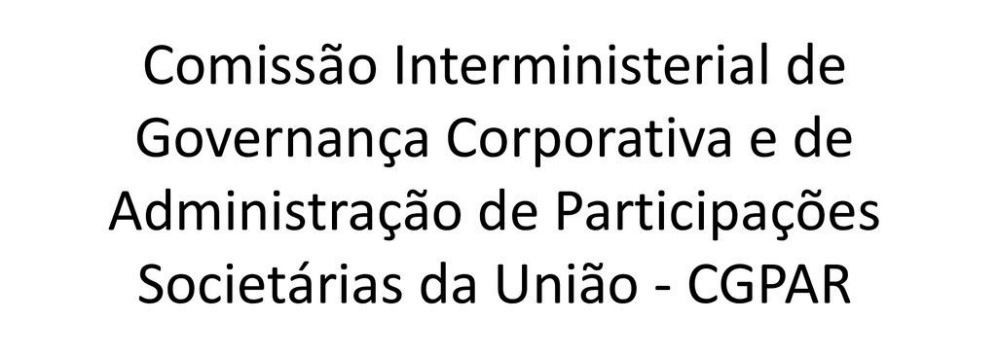 Comissão Interministerial de
Governança Corporativa e de
Administração de Participações
Societárias da União - CGPAR